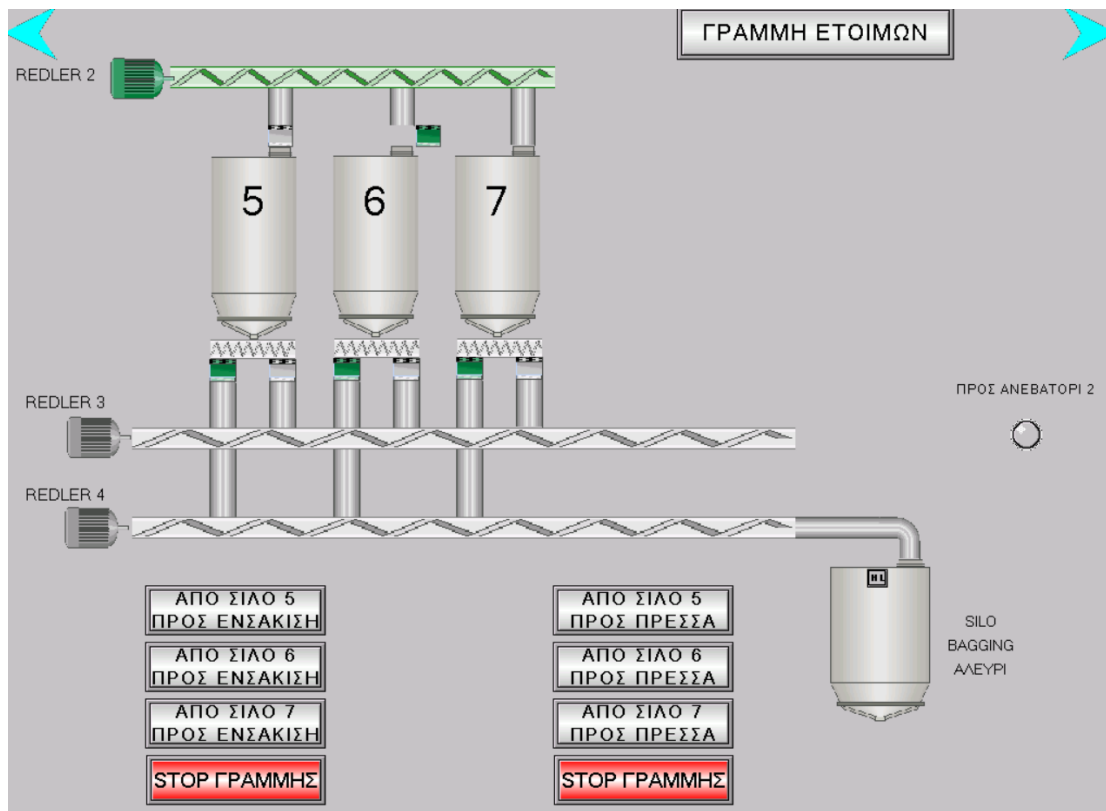 ΓΡΑΜΜΗ ΕΤΟΙΜΩΝ
REDLER 2
5
6
7
REDLER 3
ΠΡΟΣ ΑΝΕΒΑΤΟΡΙ 2
REDLER 4
H L
ΑΠΟ ΣΙΛΟ 5
ΠΡΟΣ ΕΝΣΑΚΙΣΗ
ΑΠΟ ΣΙΛΟ 6
ΠΡΟΣ ΕΝΣΑΚΙΣΗ
ΑΠΟ ΣΙΛΟ 7
ΠΡΟΣ ΕΝΣΑΚΙΣΗ
STOP ΓΡΑΜΜΗΣ
ΑΠΟ ΣΙΛΟ 5
ΠΡΟΣ ΠΡΕΣΣΑ
ΑΠΟ ΣΙΛΟ 6
ΠΡΟΣ ΠΡΕΣΣΑ
ΑΠΟ ΣΙΛΟ 7
ΠΡΟΣ ΠΡΕΣΣΑ
STOP ΓΡΑΜΜΗΣ
SILO
BAGGING
ΑΛΕΥΡΙ